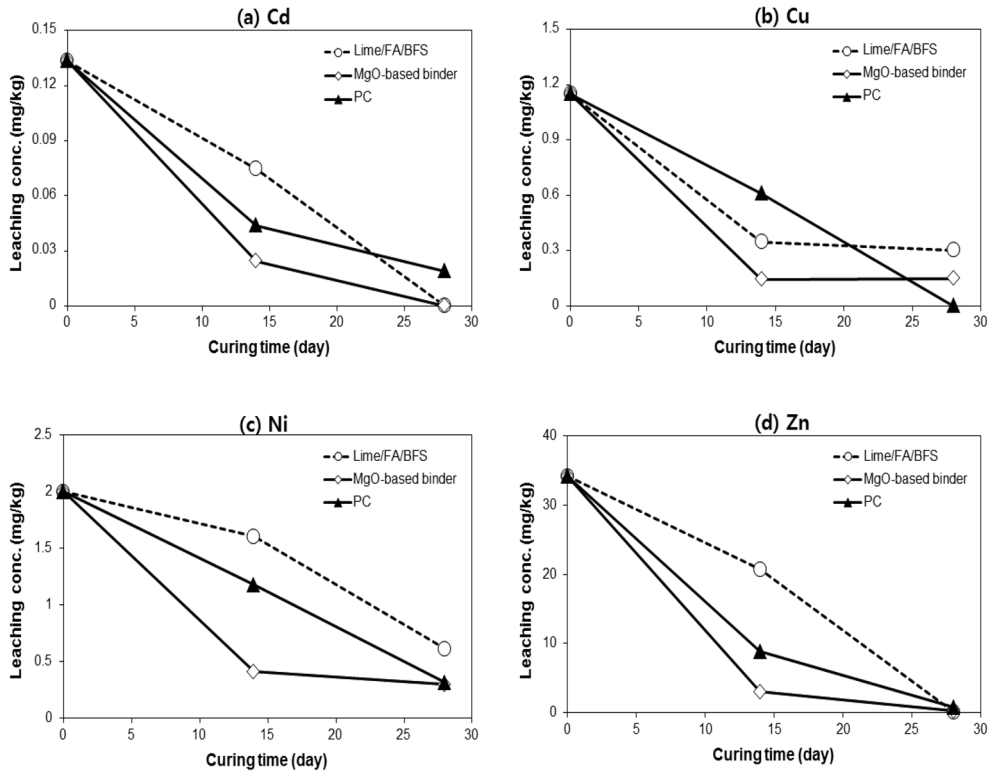 (a) Cd
0.15
0.12
0.09
0.06
0.03
0
Leaching conc. (mg/kg)
Lime/FA/BFS
MgO-based binder
PC
0 5 10 15 20 25 30
Curing time (day)
(b) Cu
1.5
1.2
0.9
0.6
0.3
0
Leaching conc. (mg/kg)
Lime/FA/BFS
MgO-based binder
PC
0 5 10 15 20 25 30
Curing time (day)
(c) Ni
2.5
2
1.5
1
0.5
0
Leaching conc. (mg/kg)
Lime/FA/BFS
MgO-based binder
PC
0 5 10 15 20 25 30
Curing time (day)
(d) Zn
40
30
20
10
0
Leaching conc. (mg/kg)
Lime/FA/BFS
MgO-based binder
PC
0 5 10 15 20 25 30
Curing time (day)